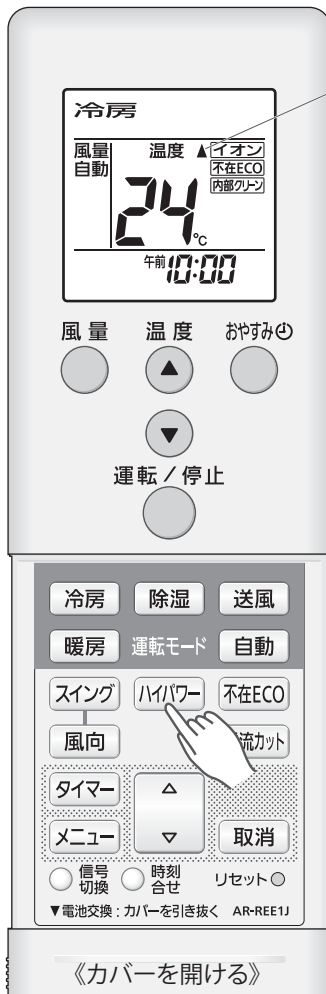 冷房
風量 温度 ▲ イオン
自動 不在ECO
内部クリーン
24℃
午前10:00
風量 温度 おやすみ
▲
▼
運転/停止
冷房 除湿 送風
暖房 運転モード 自動
スイング ハイパワー 不在ECO
風向 流カット
タイマー △
メニュー ▽ 取消
信号切換 時刻合せ リセット
▼電池交換:カバーを引き抜く AR-REE1J
《カバーを開ける》